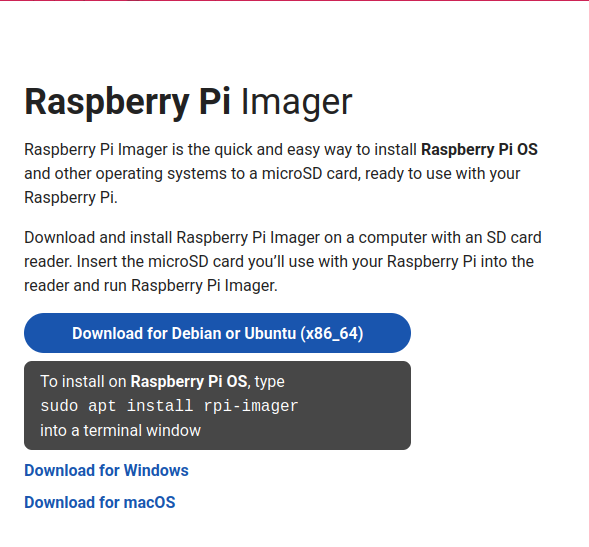 Raspberry Pi Imager
Raspberry Pi Imager is the quick and easy way to install Raspberry Pi OS
and other operating systems to a microSD card, ready to use with your
Raspberry Pi.
Download and install Raspberry Pi Imager on a computer with an SD card
reader. Insert the microSD card you’ll use with your Raspberry Pi into the
reader and run Raspberry Pi Imager.
Download for Debian or Ubuntu (x86_64)
To install on Raspberry Pi OS, type
sudo apt install rpi-imager
into a terminal window
Download for Windows
Download for macOS